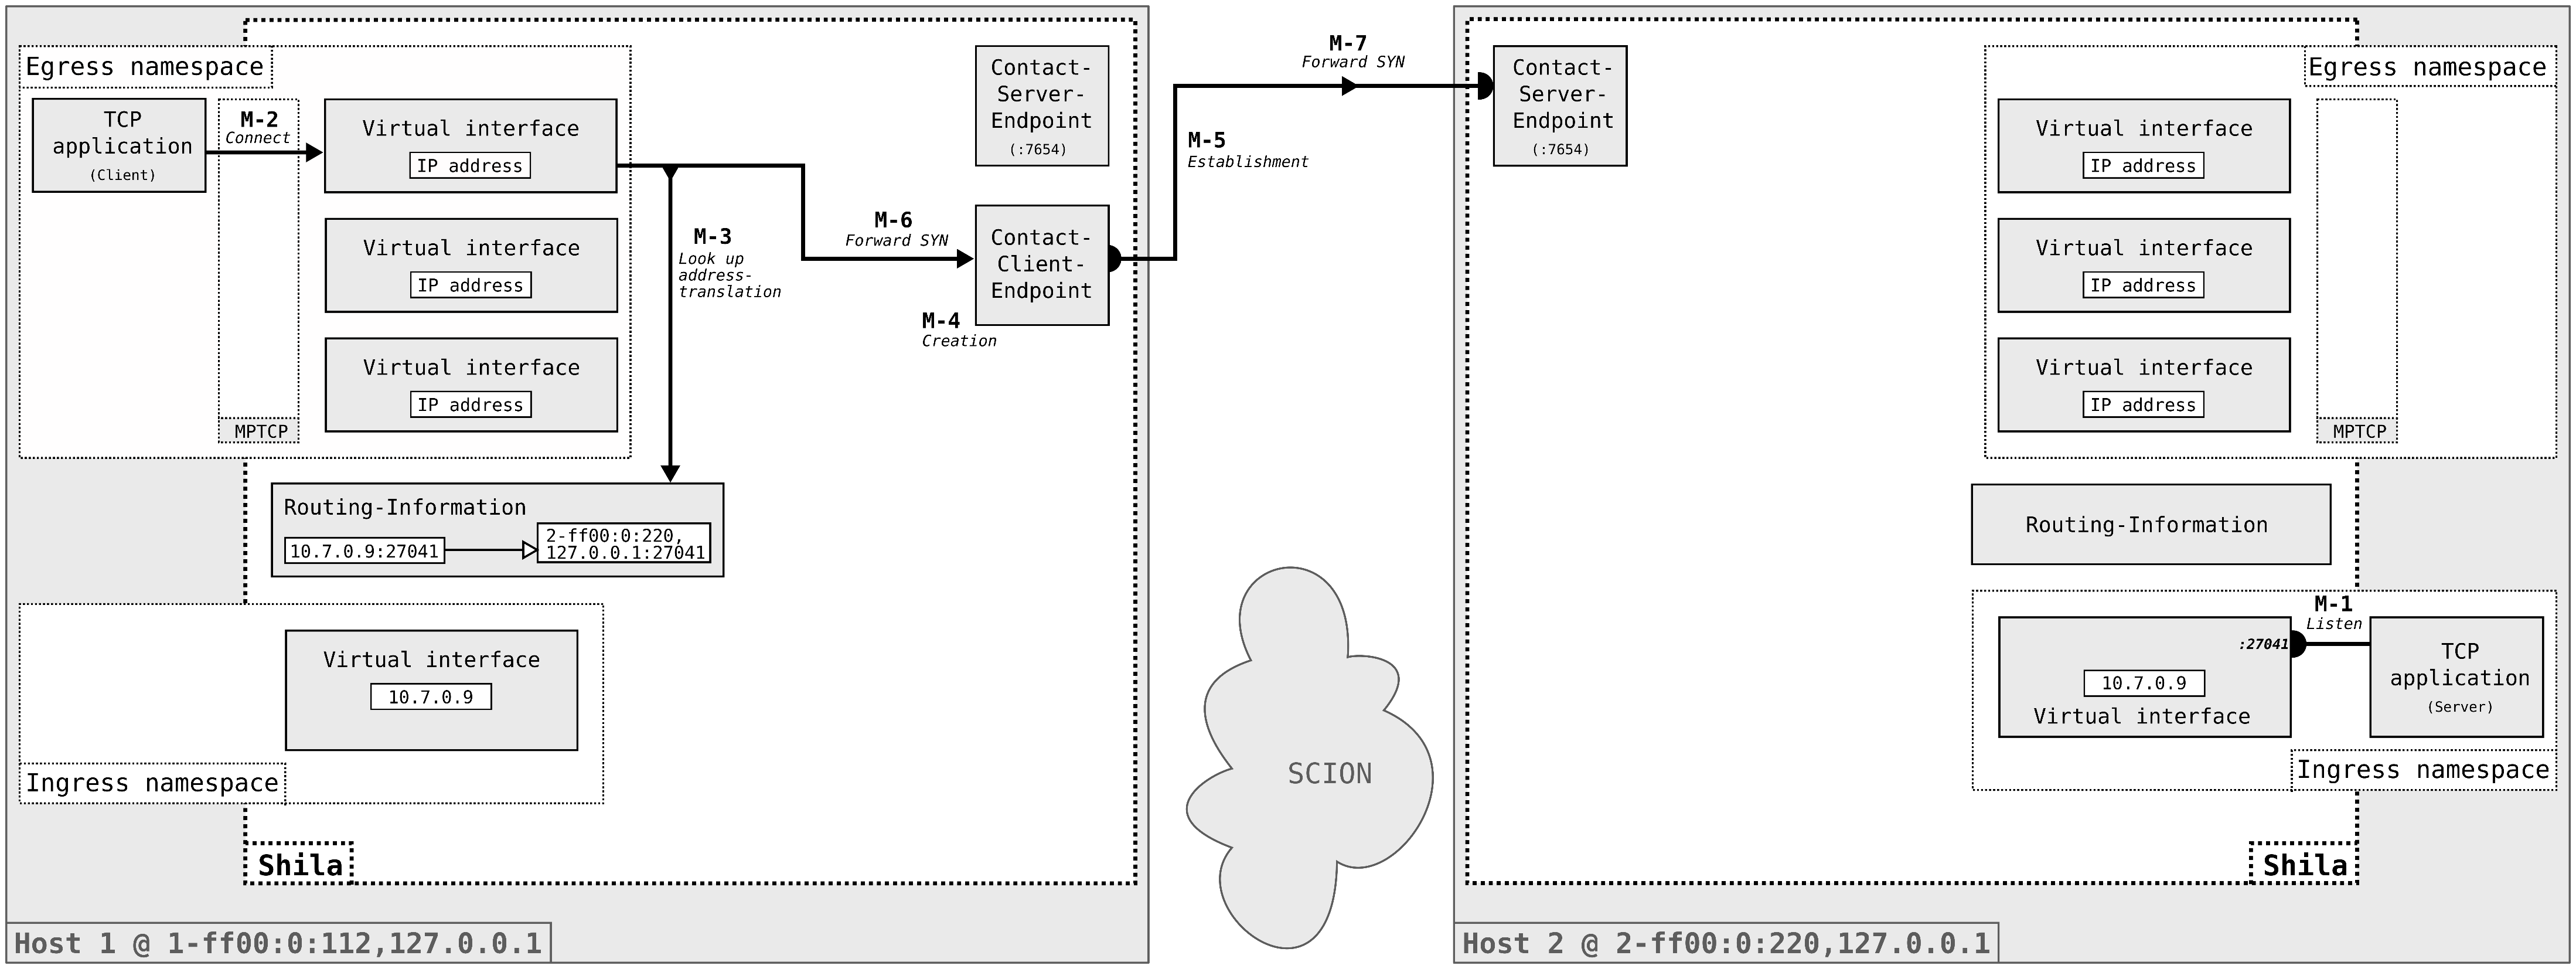 Egress namespace
TCP
application
(Client)
M-2
Connect
MPTCP
Virtual interface
IP address
Virtual interface
IP address
Virtual interface
IP address
M-3
Look up
address-
translation
M-6
Forward SYN
Contact-
Server-
Endpoint
(:7654)
Contact-
Client-
Endpoint
M-4
Creation
Routing-Information
10.7.0.9:27041
2-ff00:0:220,
127.0.0.1:27041
Virtual interface
10.7.0.9
Ingress namespace
Shila
Host 1 @ 1-ff00:0:112,127.0.0.1
M-7
Forward SYN
M-5
Establishment
SCION
Contact-
Server-
Endpoint
(:7654)
Egress namespace
Virtual interface
IP address
Virtual interface
IP address
Virtual interface
IP address
MPTCP
Routing-Information
M-1
Listen
:27041
10.7.0.9
Virtual interface
TCP
application
(Server)
Ingress namespace
Shila
Host 2 @ 2-ff00:0:220,127.0.0.1